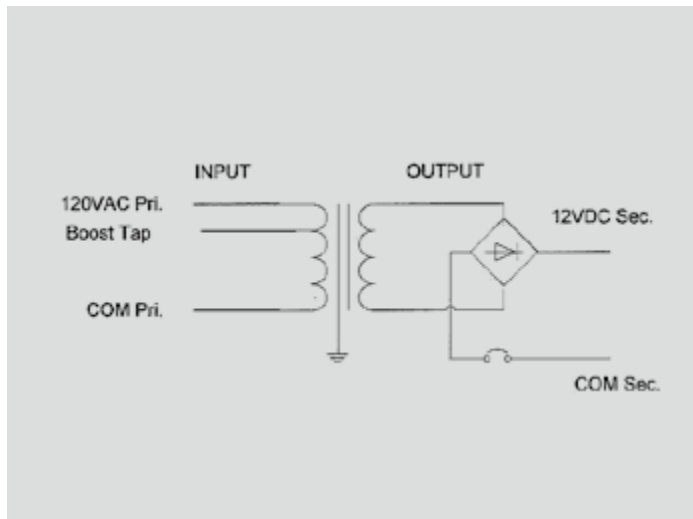 INPUT
OUTPUT
120VAC Pri.
Boost Tap
COM Pri.
12VDC Sec.
COM Sec.